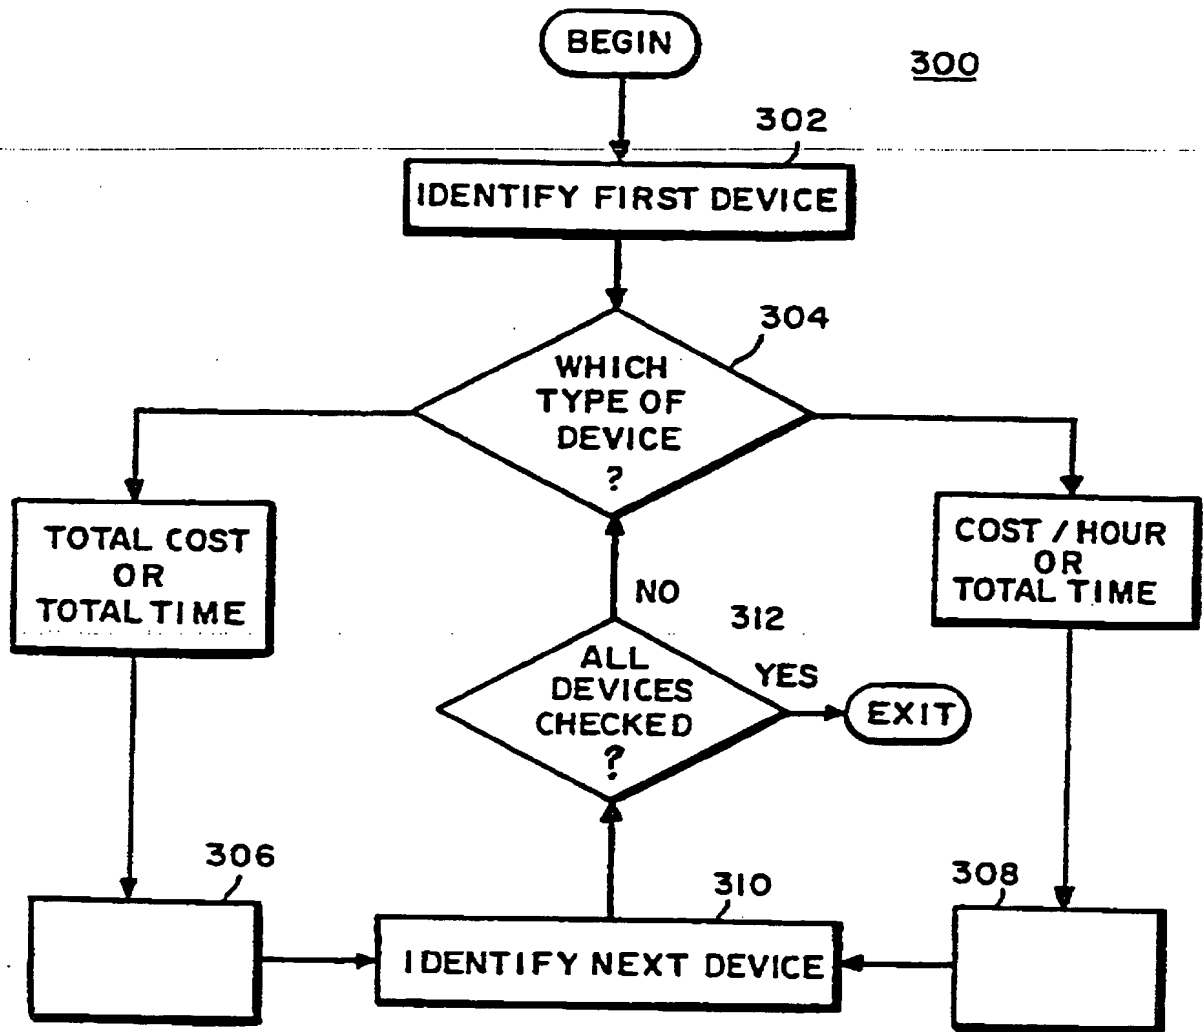 BEGIN
300
302
IDENTIFY FIRST DEVICE
304
WHICH
TYPE OF
DEVICE
?
TOTAL COST
OR
TOTAL TIME
COST / HOUR
OR
TOTAL TIME
NO
312
ALL
DEVICES
CHECKED
?
YES
EXIT
306
310
308
IDENTIFY NEXT DEVICE